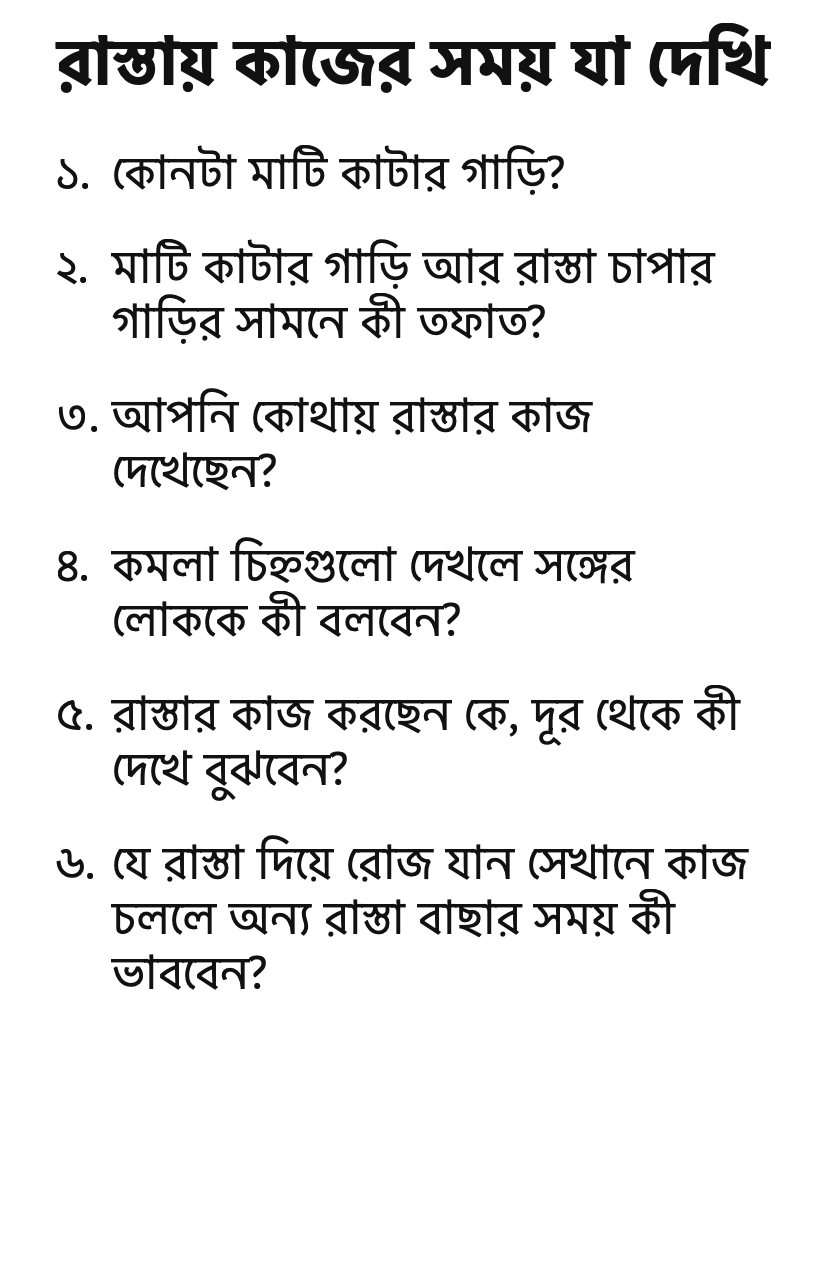 রাস্তায় কাজের সময় যা দেখি
১. কোনটা মাটি কাটার গাড়ি?
২. মাটি কাটার গাড়ি আর রাস্তা চাপার
গাড়ির সামনে কী তফাত?
৩. আপনি কোথায় রাস্তার কাজ
দেখেছেন?
৪. কমলা চিহ্নগুলো দেখলে সঙ্গের
লোককে কী বলবেন?
৫. রাস্তার কাজ করছেন কে, দূর থেকে কী
দেখে বুঝবেন?
৬. যে রাস্তা দিয়ে রোজ যান সেখানে কাজ
চললে অন্য রাস্তা বাছার সময় কী
ভাববেন?